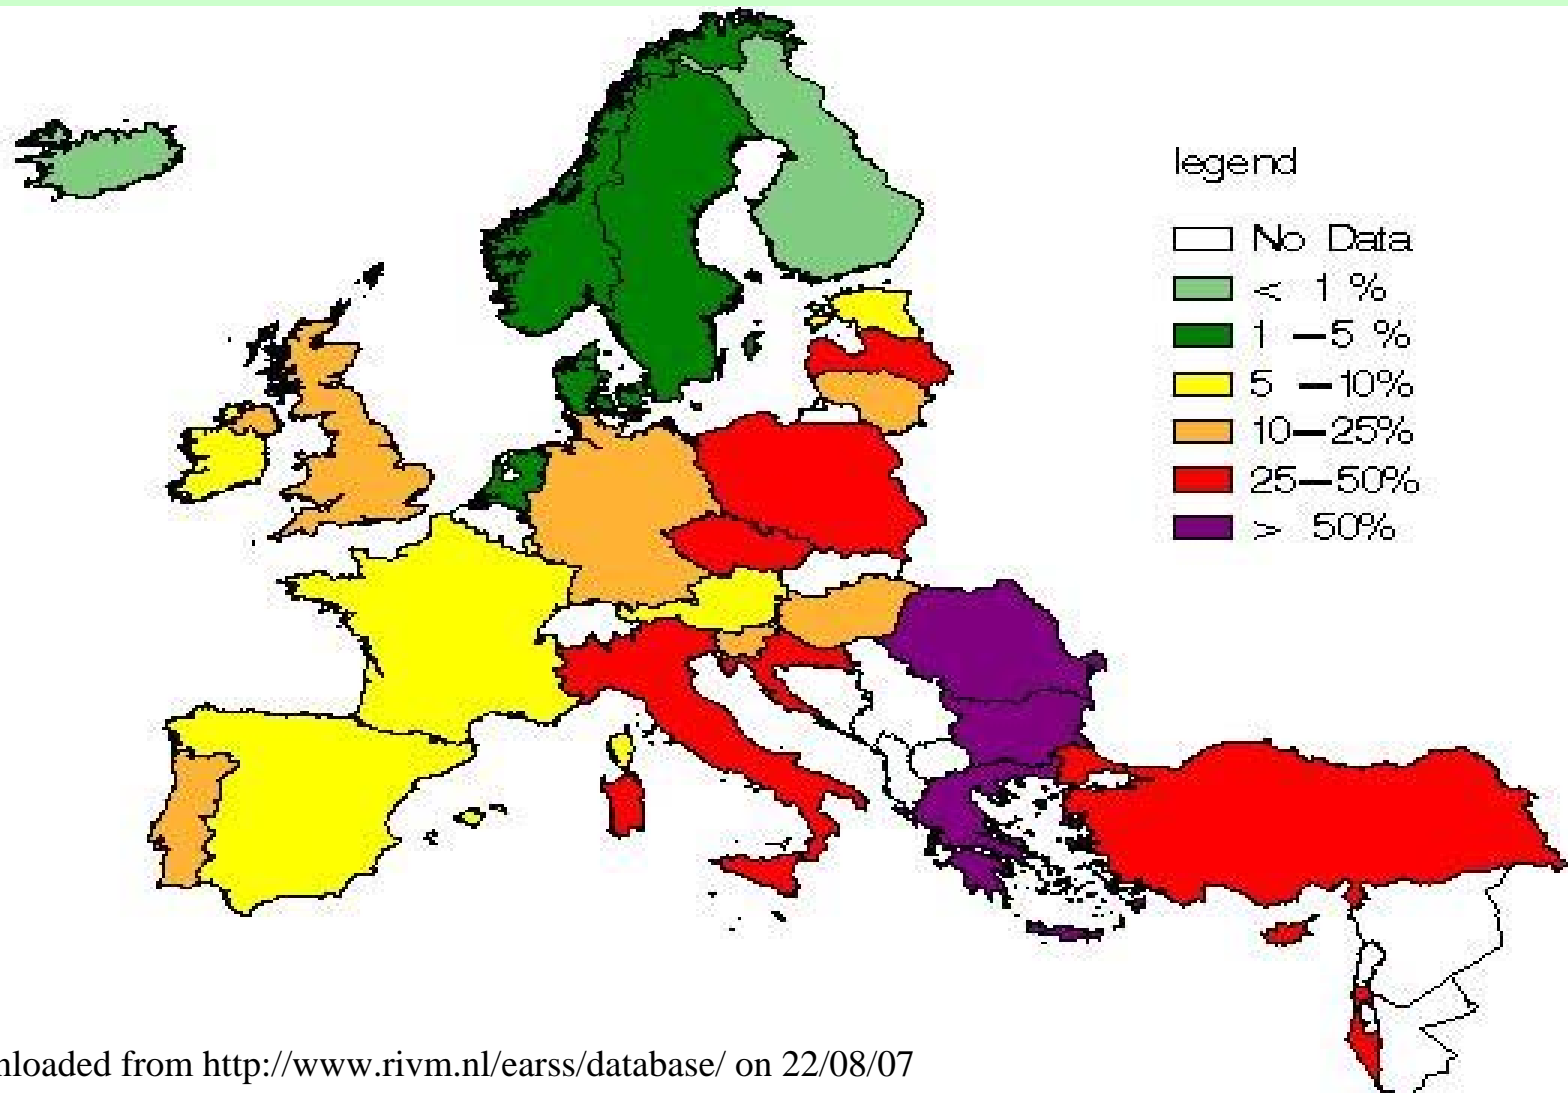 legend
No Data
< 1 %
1 —5 %
5 —10%
10—25%
25—50%
> 50%
nloaded from http://www.rivm.nl/earss/database/ on 22/08/07